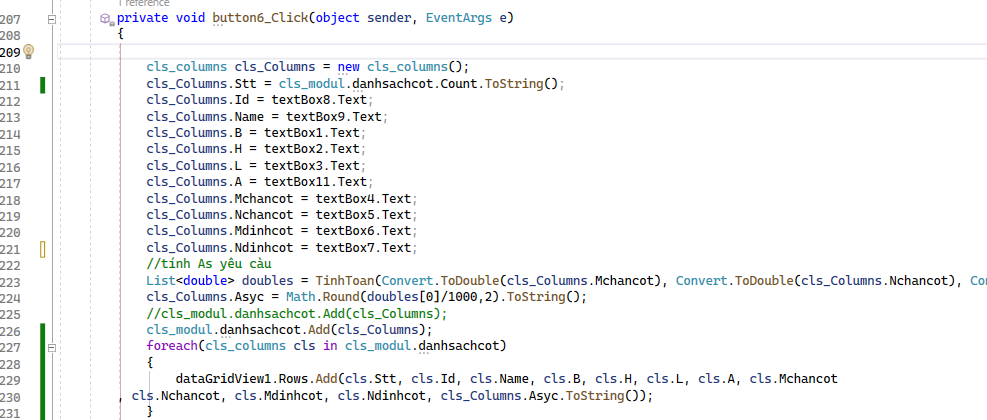 1 reference
207 private void button6_Click(object sender, EventArgs e)
208 {
209
210 cls_columns cls_Columns = new cls_columns();
211 cls_Columns.Stt = cls_modul.danhsachcot.Count.ToString();
212 cls_Columns.Id = textBox8.Text;
213 cls_Columns.Name = textBox9.Text;
214 cls_Columns.B = textBox1.Text;
215 cls_Columns.H = textBox2.Text;
216 cls_Columns.L = textBox3.Text;
217 cls_Columns.A = textBox11.Text;
218 cls_Columns.Mchancot = textBox4.Text;
219 cls_Columns.Nchancot = textBox5.Text;
220 cls_Columns.Mdinhcot = textBox6.Text;
221 cls_Columns.Ndinhcot = textBox7.Text;
222 //tính As yêu cầu
223 List<double> doubles = TinhToan(Convert.ToDouble(cls_Columns.Mchancot), Convert.ToDouble(cls_Columns.Nchancot), Co
224 cls_Columns.Asyc = Math.Round(doubles[0]/1000,2).ToString();
225 //cls_modul.danhsachcot.Add(cls_Columns);
226 cls_modul.danhsachcot.Add(cls_Columns);
227 foreach(cls_columns cls in cls_modul.danhsachcot)
228 {
229 dataGridView1.Rows.Add(cls.Stt, cls.Id, cls.Name, cls.B, cls.H, cls.L, cls.A, cls.Mchancot
230 , cls.Nchancot, cls.Mdinhcot, cls.Ndinhcot, cls_Columns.Asyc.ToString());
231 }